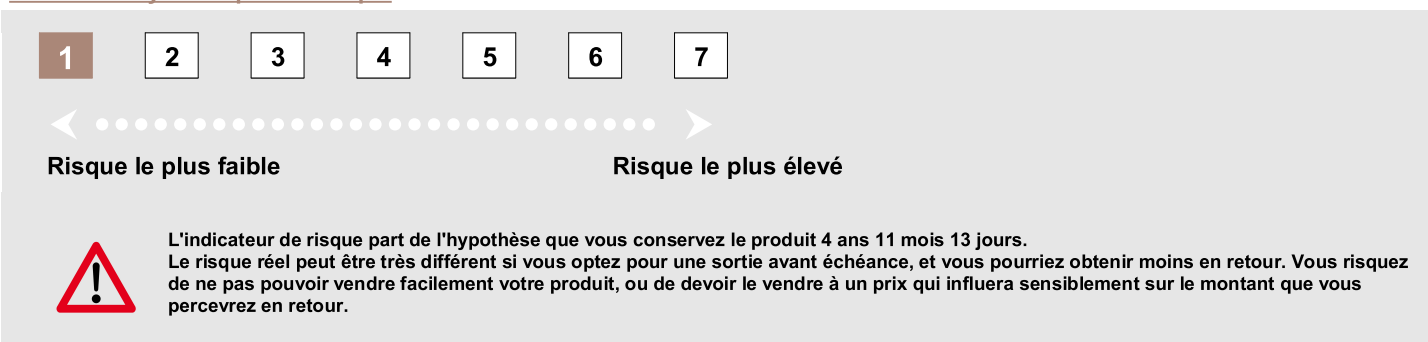 1 2 3 4 5 6 7
Risque le plus faible Risque le plus élevé
L'indicateur de risque part de l'hypothèse que vous conservez le produit 4 ans 11 mois 13 jours.
Le risque réel peut être très différent si vous optez pour une sortie avant échéance, et vous pourriez obtenir moins en retour. Vous risquez
de ne pas pouvoir vendre facilement votre produit, ou de devoir le vendre à un prix qui influera sensiblement sur le montant que vous
percevrez en retour.